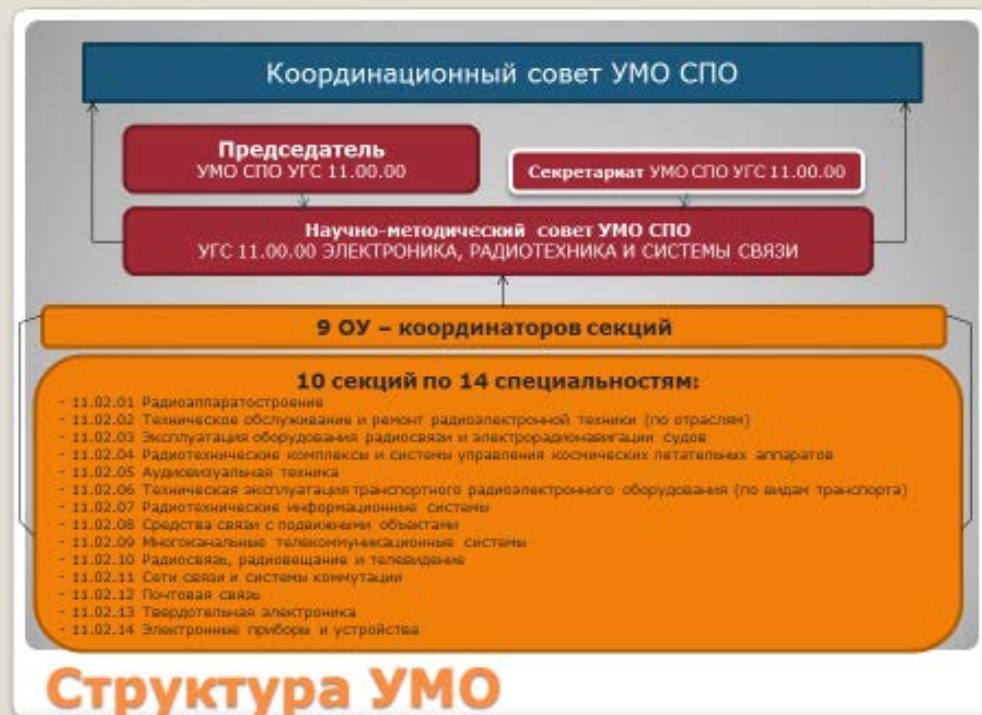 Координационный совет УМО СПО
Председатель
УМО СПО УГС 11.00.00
Секретариат УМО СПО УГС 11.00.00
Научно-методический совет УМО СПО
УГС 11.00.00 ЭЛЕКТРОНИКА, РАДИОТЕХНИКА И СИСТЕМЫ СВЯЗИ
9 ОУ – координаторов секций
10 секций по 14 специальностям:
- 11.02.01 Радиоаппаратостроение
- 11.02.02 Техническое обслуживание и ремонт радиоэлектронной техники (по отраслям)
- 11.02.03 Эксплуатация оборудования радиосвязи и электрорадионавигации судов
- 11.02.04 Радиотехнические комплексы и системы управления космических летательных аппаратов
- 11.02.05 Аудиовизуальная техника
- 11.02.06 Техническая эксплуатация транспортного радиоэлектронного оборудования (по видам транспорта)
- 11.02.07 Радиотехнические информационные системы
- 11.02.08 Средства связи с подвижными объектами
- 11.02.09 Многоканальные телекоммуникационные системы
- 11.02.10 Радиосвязь, радиовещание и телевидение
- 11.02.11 Сети связи и системы коммутации
- 11.02.12 Почтовая связь
- 11.02.13 Твердотельная электроника
- 11.02.14 Электронные приборы и устройства
Структура УМО